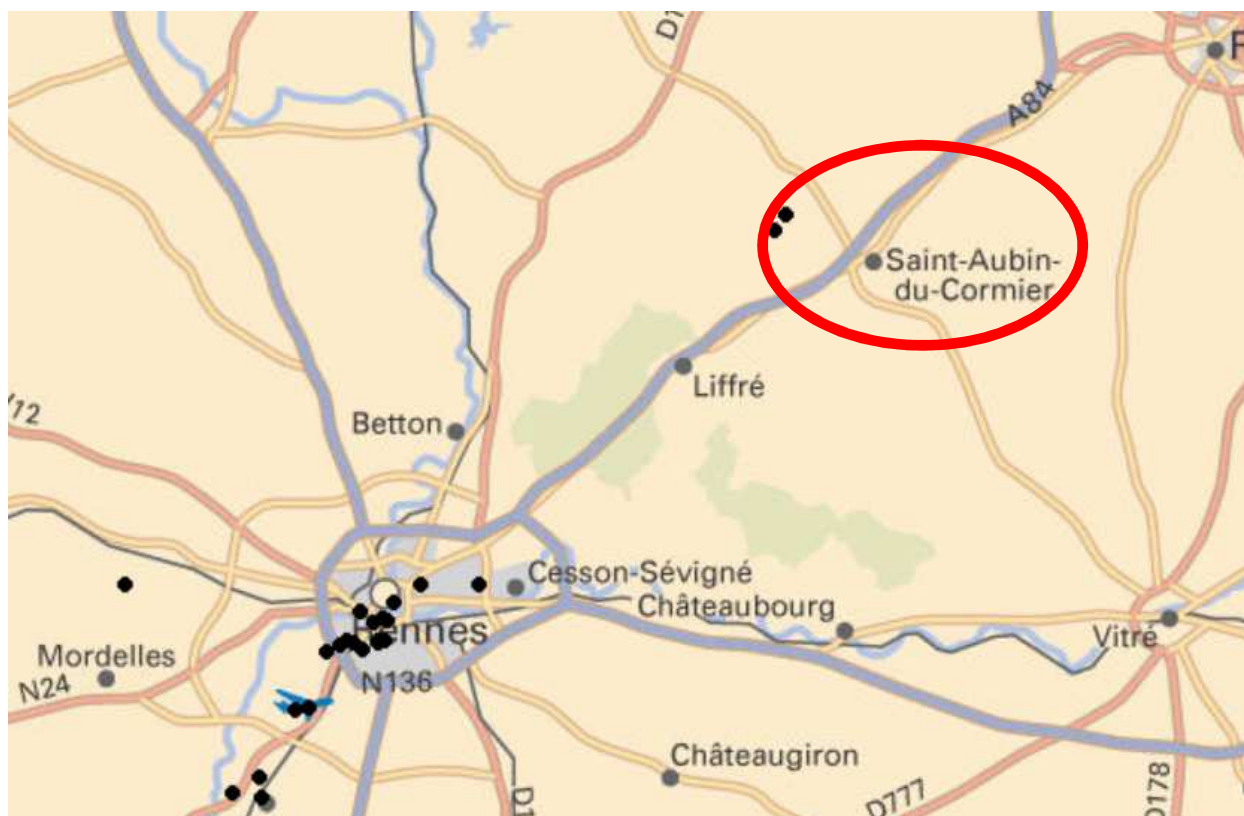 A84
Saint-Aubin-
du-Cormier
Liffré
Betton
Cesson-Sévigné
Châteaubourg
Rennes
Vitré
Mordelles
N24
N136
Châteaugiron
D777
D178